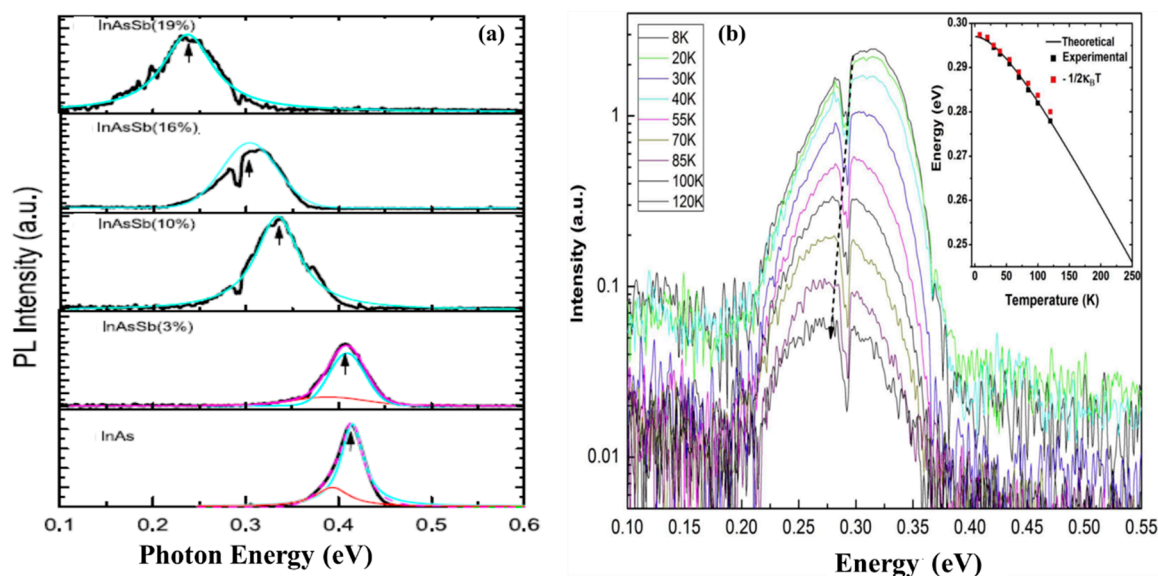 (a)
InAsSb(19%)
InAsSb(16%)
InAsSb(10%)
InAsSb(3%)
InAs
PL Intensity (a.u.)
0.1 0.2 0.3 0.4 0.5 0.6
Photon Energy (eV)
(b)
8K
20K
30K
40K
55K
70K
85K
100K
120K
Intensity (a.u.)
1
0.1
0.01
0.10 0.15 0.20 0.25 0.30 0.35 0.40 0.45 0.50 0.55
Energy (eV)
0.30
0.29
0.28
0.27
0.26
0.25
Energy (eV)
Theoretical
Experimental
- 1/2κBT
0 50 100 150 200 250
Temperature (K)